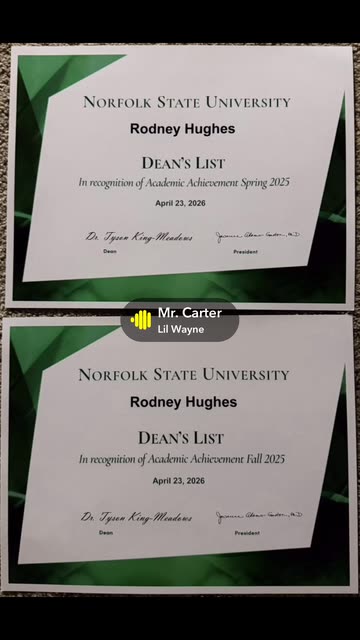 NORFOLK STATE UNIVERSITY
Rodney Hughes
DEAN'S LIST
In recognition of Academic Achievement Spring 2025
April 23, 2026
Dr. Tyson King-Meadows
Dean
President
Mr. Carter
Lil Wayne
NORFOLK STATE UNIVERSITY
Rodney Hughes
DEAN'S LIST
In recognition of Academic Achievement Fall 2025
April 23, 2026
Dr. Tyson King-Meadows
Dean
President